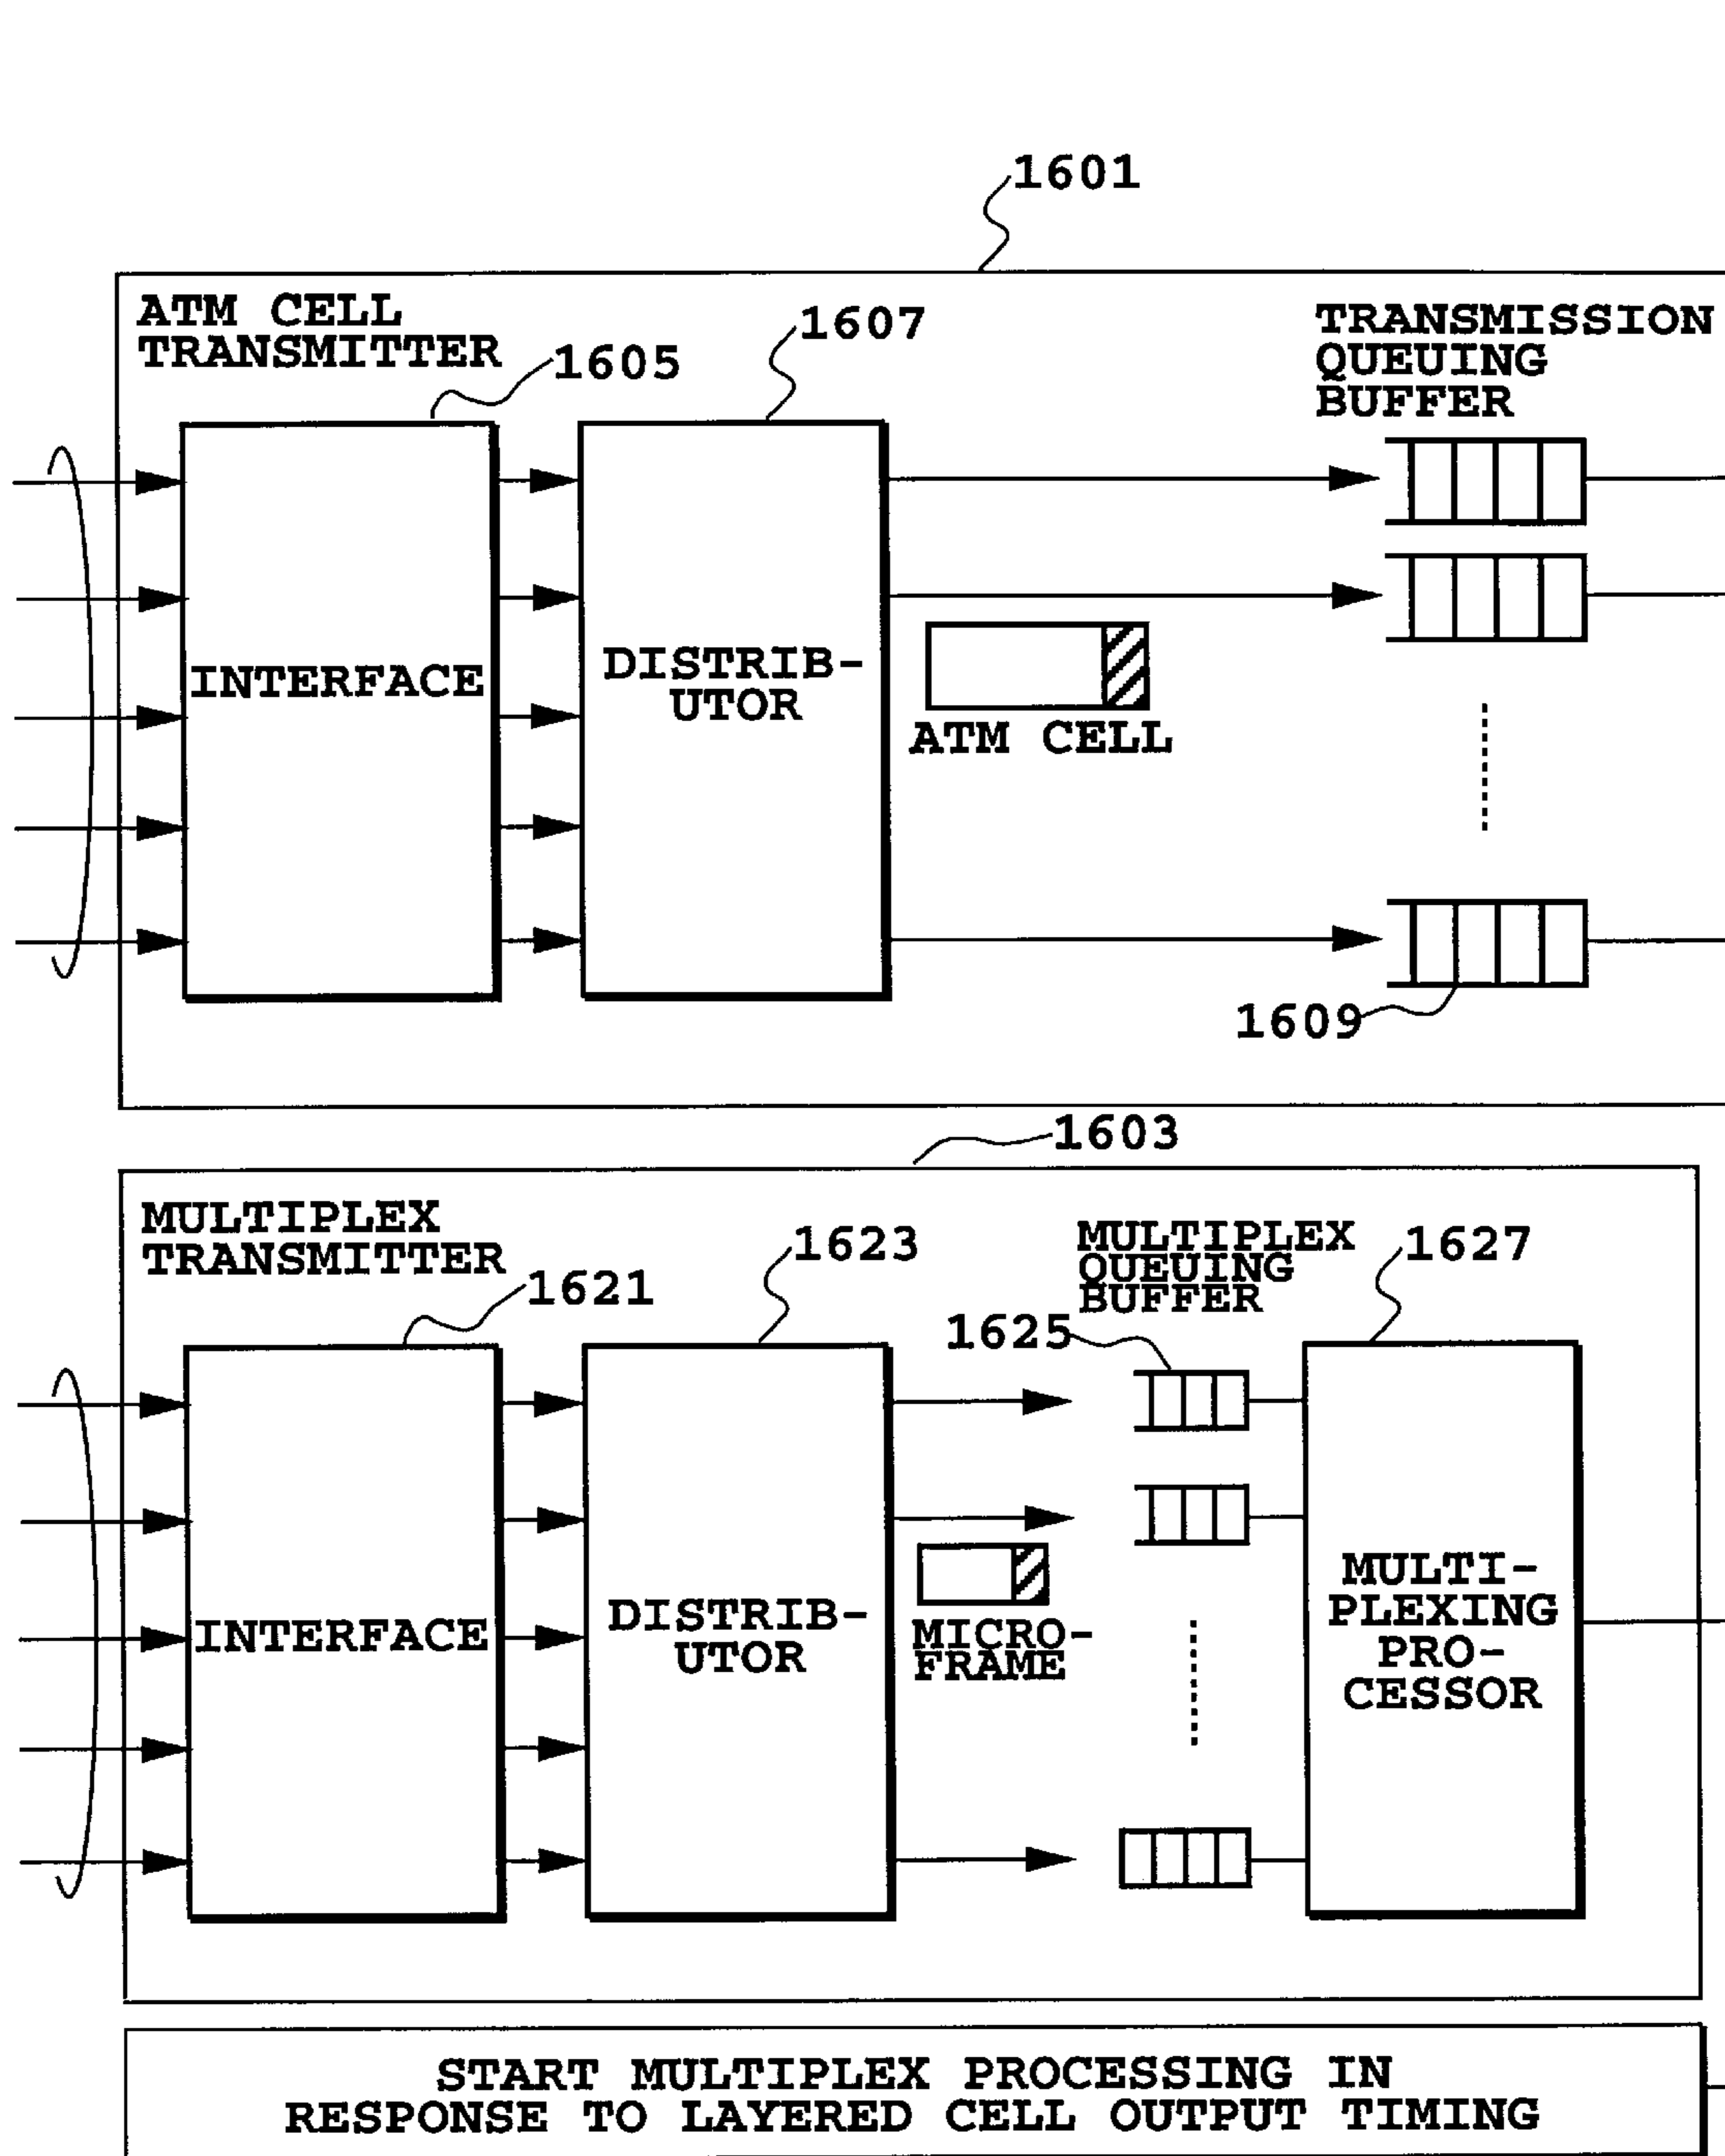 1601
ATM CELL
TRANSMITTER
1605
1607
TRANSMISSION
QUEUING
BUFFER
INTERFACE
DISTRIB-
UTOR
ATM CELL
1609
1603
MULTIPLEX
TRANSMITTER
1621
1623
MULTIPLEX
QUEUING
BUFFER
1625
1627
INTERFACE
DISTRIB-
UTOR
MICRO-
FRAME
MULTI-
PLEXING
PRO-
CESSOR
START MULTIPLEX PROCESSING IN
RESPONSE TO LAYERED CELL OUTPUT TIMING